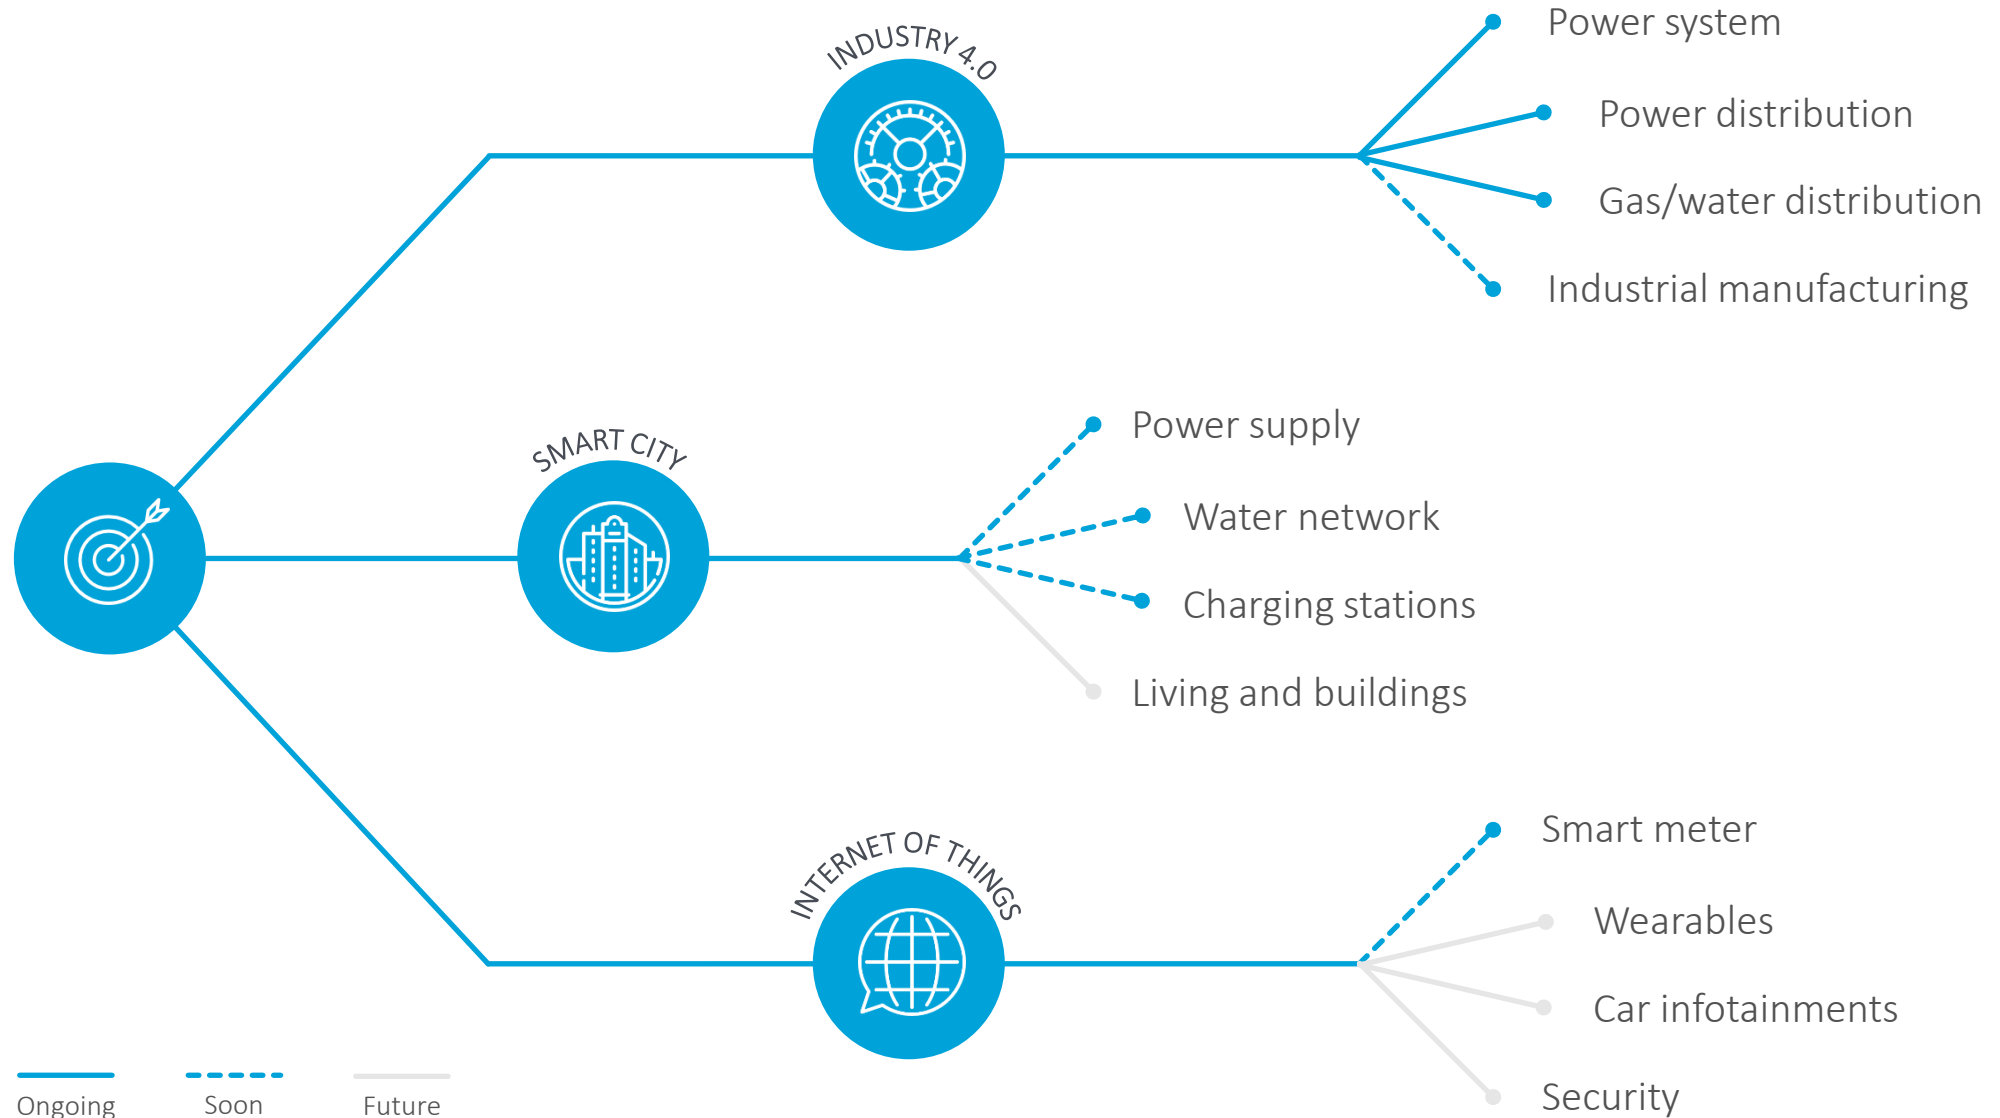 INDUSTRY 4.0
Power system
Power distribution
Gas/water distribution
Industrial manufacturing
SMART CITY
Power supply
Water network
Charging stations
Living and buildings
INTERNET OF THINGS
Smart meter
Wearables
Car infotainments
Security
Ongoing
Soon
Future